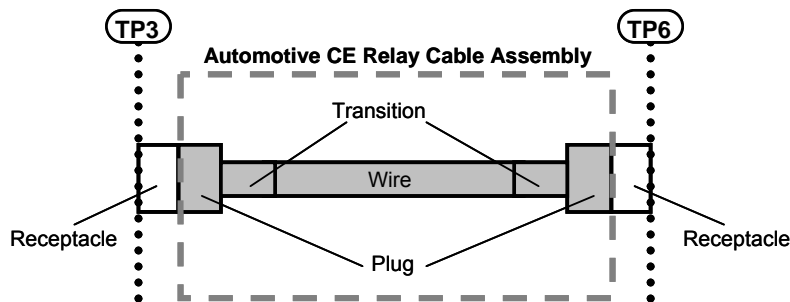 TP3 TP6
Automotive CE Relay Cable Assembly
Transition
Wire
Receptacle Receptacle
Plug